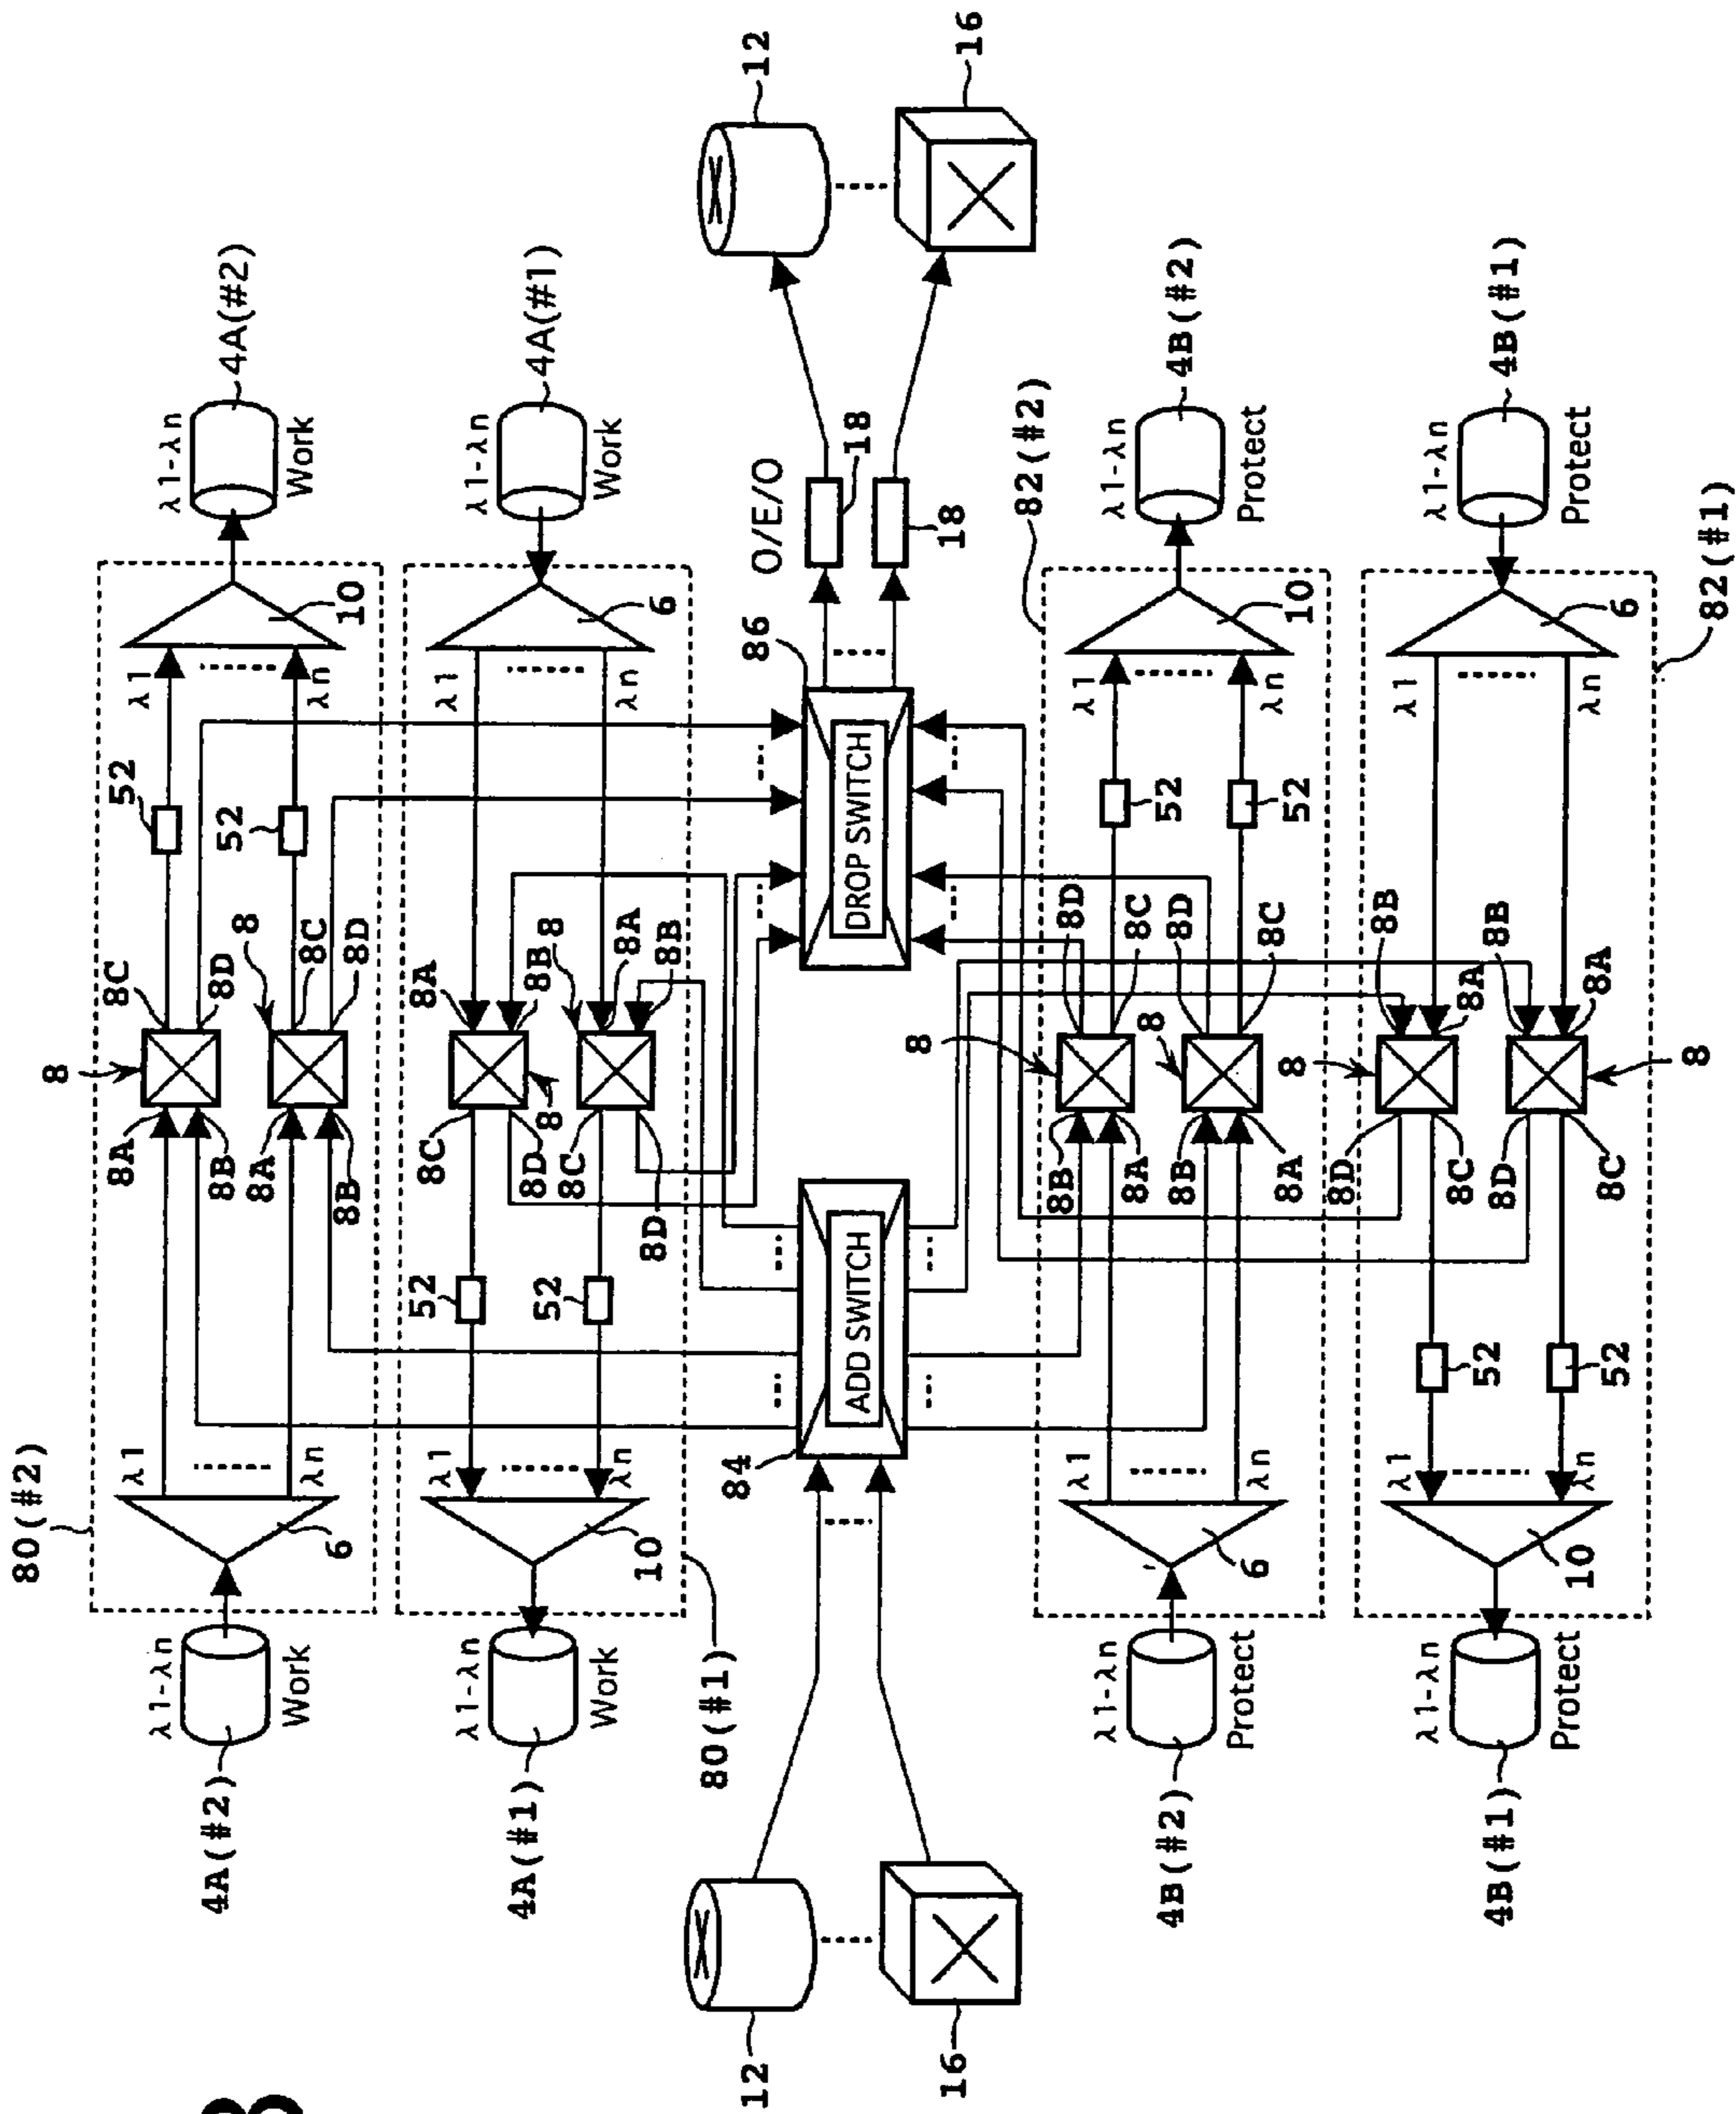 80(#2)
4A(#2)
λ1-λn
Work
6
λ1
λn
8
8A
8B
8A
8B
8C
8D
8
8C
8D
52
52
λ1
λn
10
λ1-λn
Work
4A(#2)
4A(#1)
λ1-λn
Work
10
80(#1)
λ1
λn
52
52
8C
8D
8C
8D
8
8A
8B
8
8A
8B
λ1
λn
6
λ1-λn
Work
4A(#1)
12
16
84
ADD SWITCH
DROP SWITCH
86
O/E/O
18
18
12
16
4B(#2)
λ1-λn
Protect
6
λ1
λn
8B
8A
8B
8A
8
8
8D
8C
8D
8C
52
52
λ1
λn
10
82(#2)
λ1-λn
Protect
4B(#2)
4B(#1)
λ1-λn
Protect
10
λ1
λn
52
52
8D
8C
8D
8C
8
8
8B
8A
8B
8A
λ1
λn
6
82(#1)
λ1-λn
Protect
4B(#1)